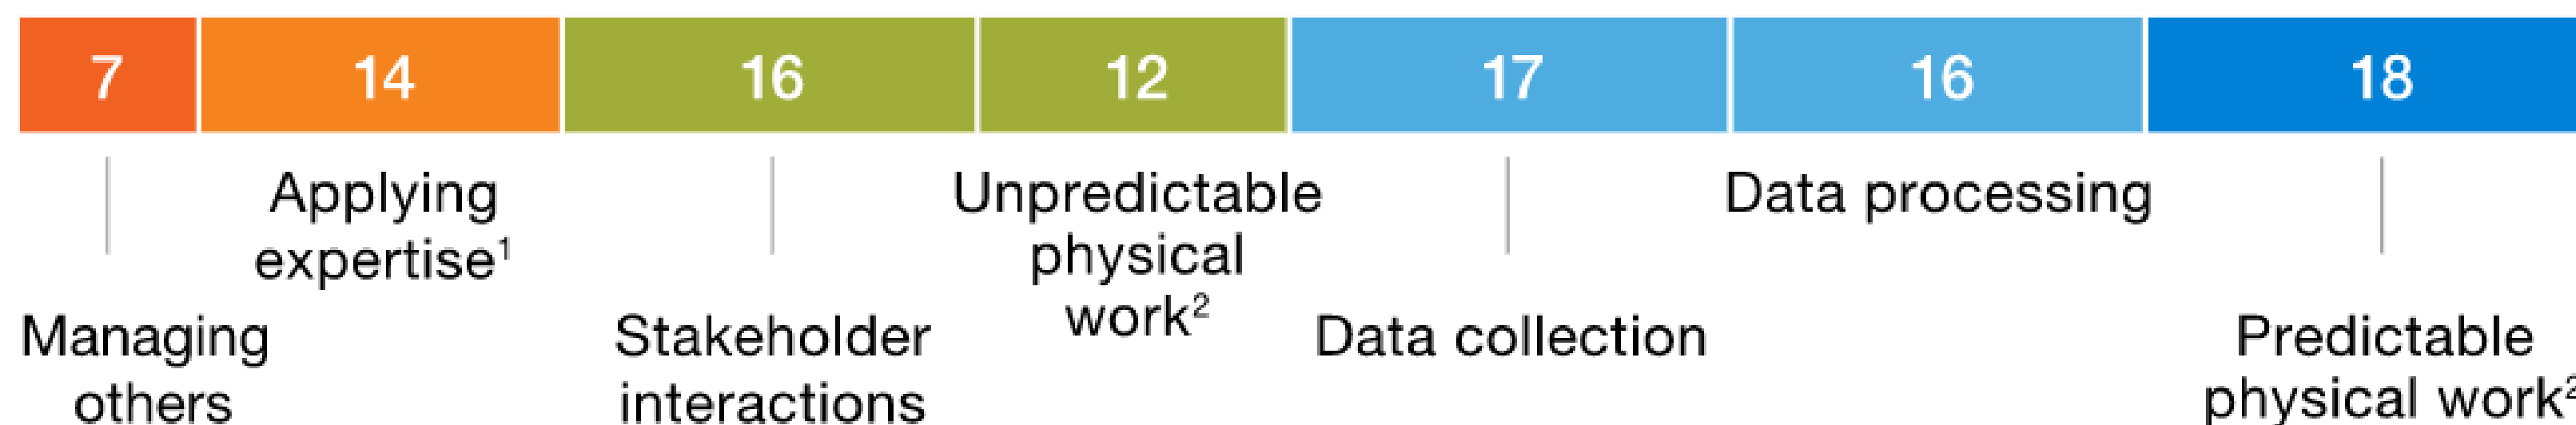 7 14 16 12 17 16 18
Applying
expertise¹
Unpredictable
physical
work²
Data processing
Managing
others
Stakeholder
interactions
Data collection
Predictable
physical work²